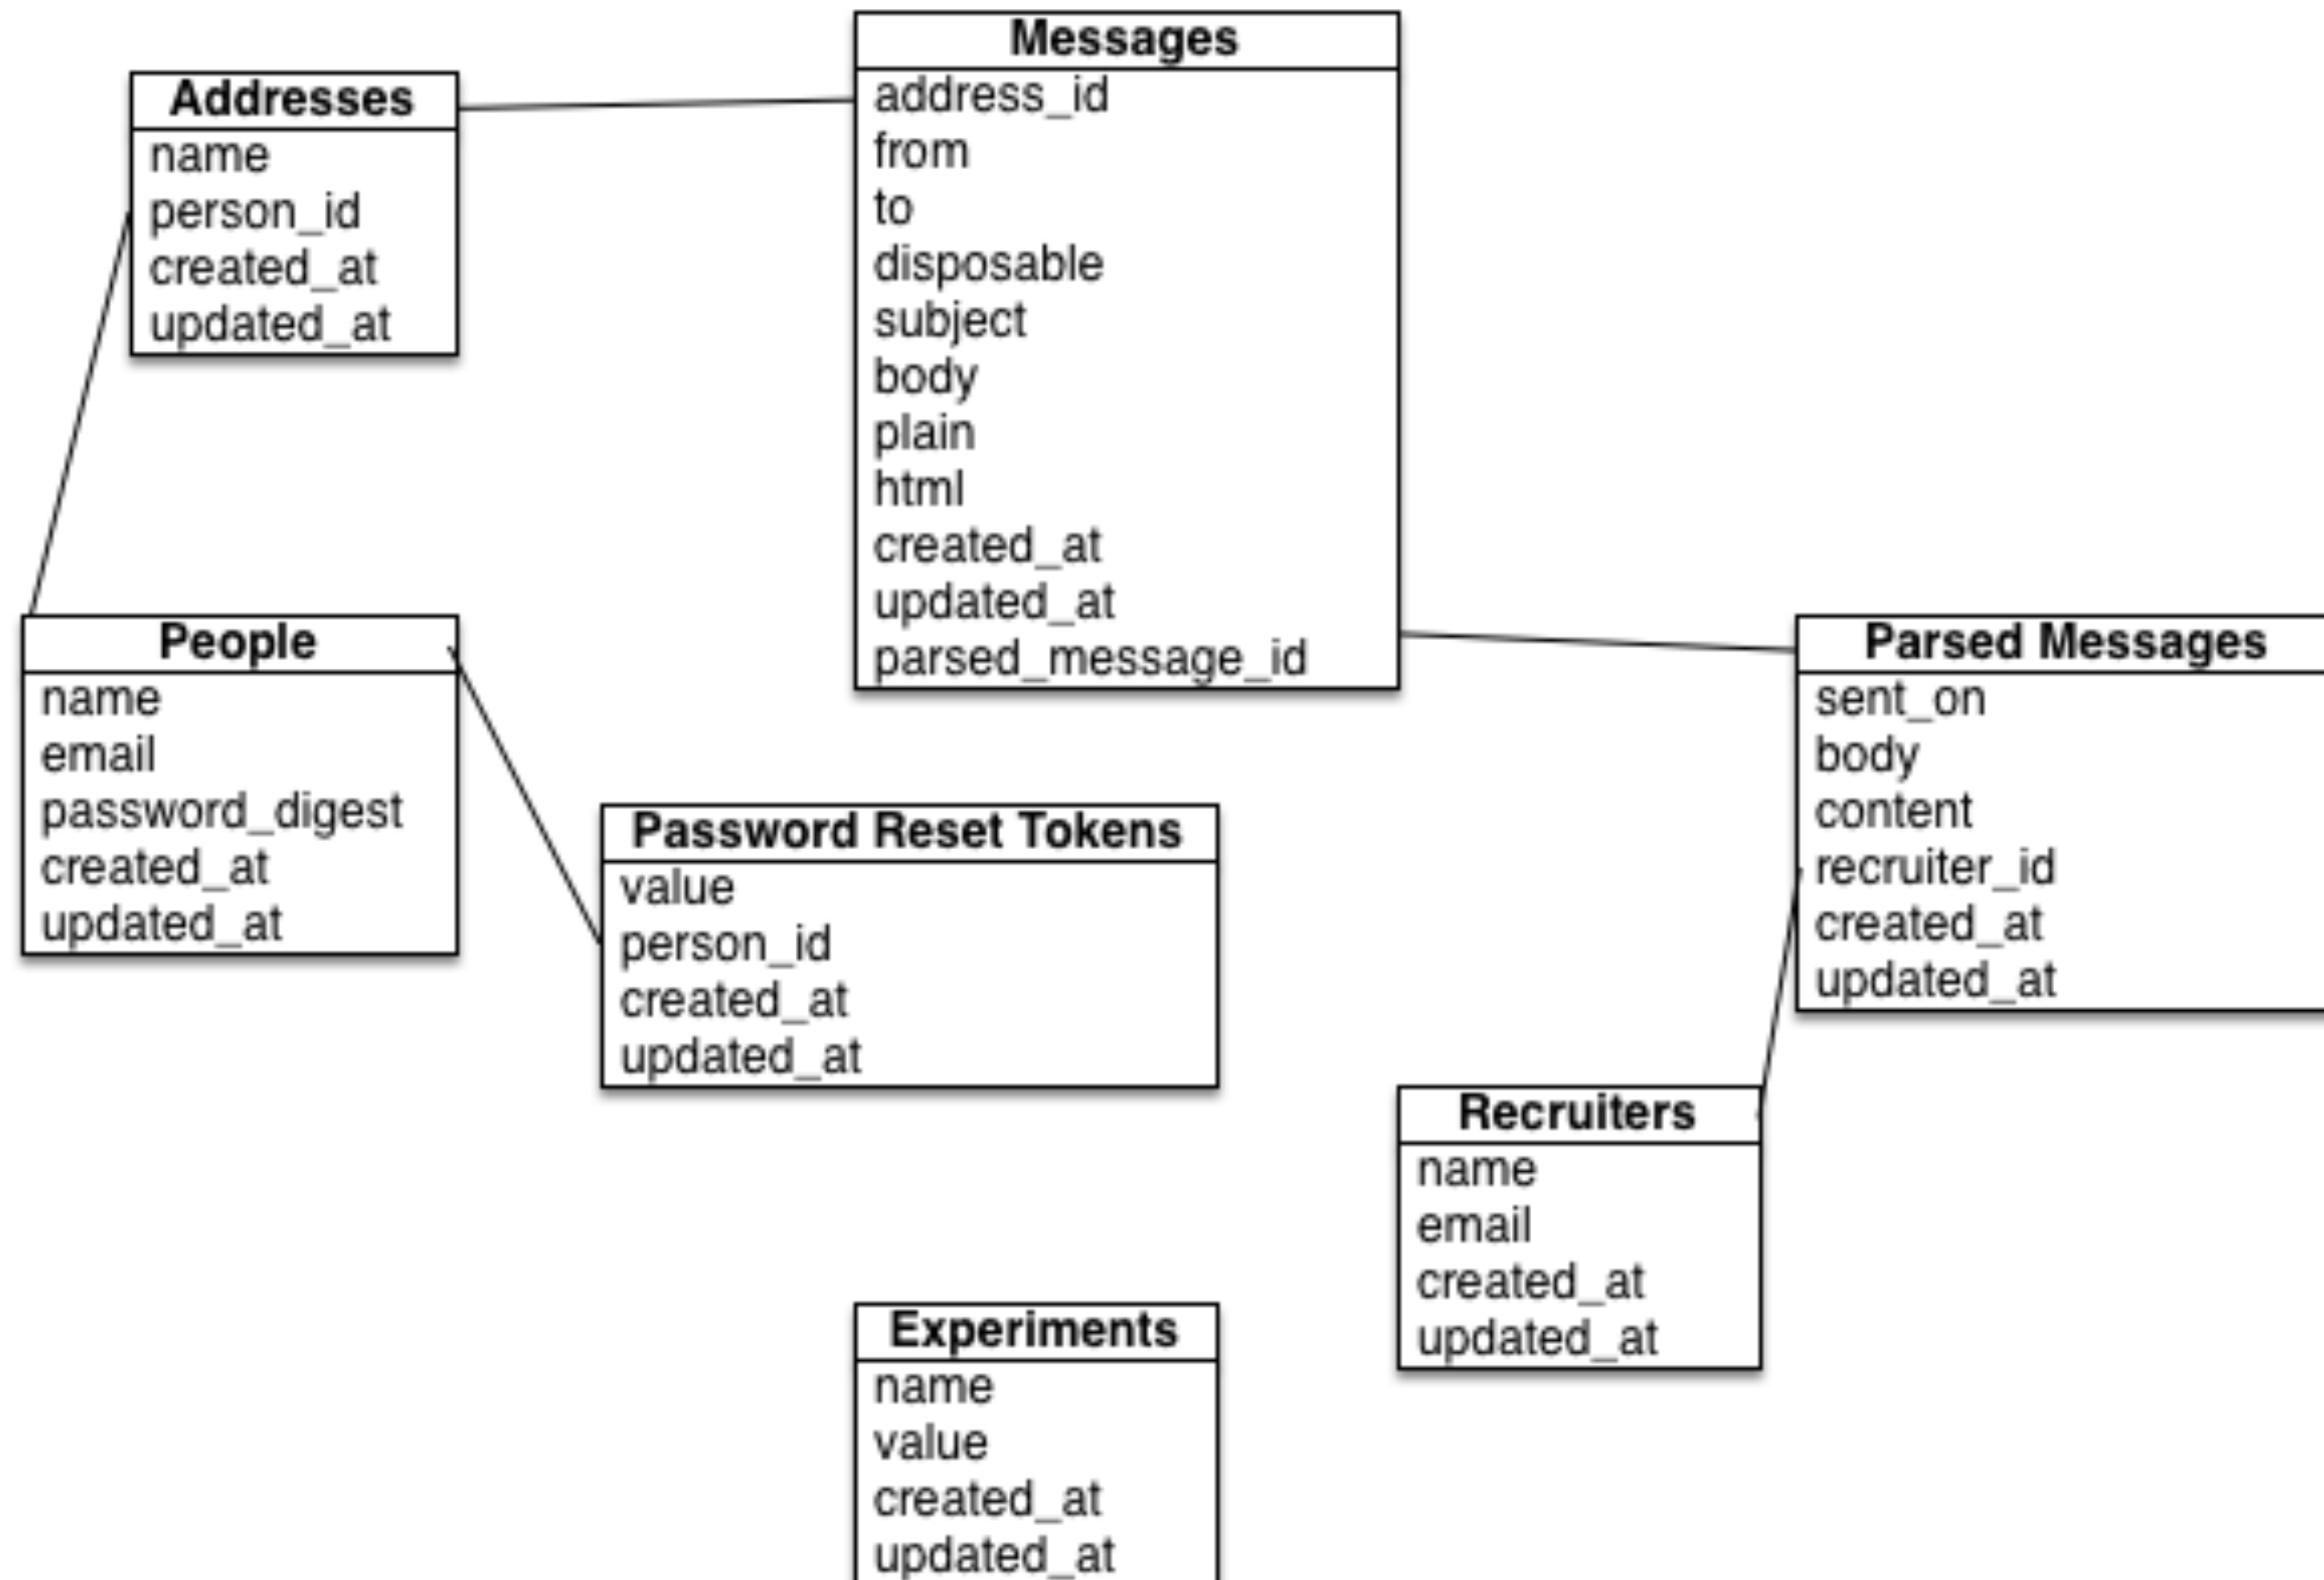 Messages
address_id
from
to
disposable
subject
body
plain
html
created_at
updated_at
parsed_message_id
Addresses
name
person_id
created_at
updated_at
People
name
email
password_digest
created_at
updated_at
Password Reset Tokens
value
person_id
created_at
updated_at
Parsed Messages
sent_on
body
content
recruiter_id
created_at
updated_at
Recruiters
name
email
created_at
updated_at
Experiments
name
value
created_at
updated_at